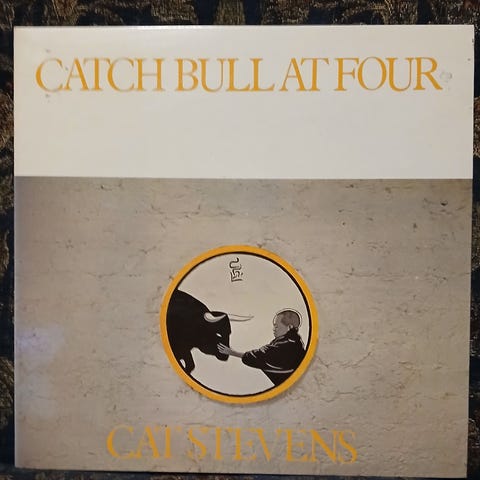 CATCH BULL AT FOUR
CAT STEVENS